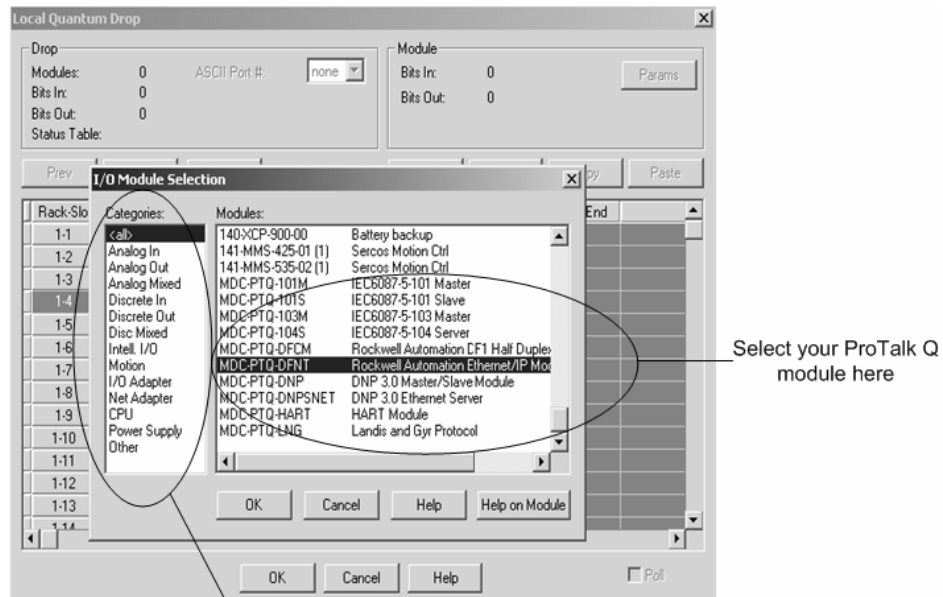 Local Quantum Drop
Drop
Modules: 0 ASCII Port #: none
Bits In: 0
Bits Out: 0
Status Table:
Module
Bits In: 0
Bits Out: 0
Params
Prev
Paste
I/O Module Selection
Rack-Slo
1-1
1-2
1-3
1-4
1-5
1-6
1-7
1-8
1-9
1-10
1-11
1-12
1-13
1-14
End
Categories:
<all>
Analog In
Analog Out
Analog Mixed
Discrete In
Discrete Out
Disc Mixed
Intell. I/O
Motion
I/O Adapter
Net Adapter
CPU
Power Supply
Other
Modules:
140-XCP-900-00 Battery backup
141-MMS-425-01 (1) Sercos Motion Ctrl
141-MMS-535-02 (1) Sercos Motion Ctrl
MDC-PTQ-101M IEC6087-5-101 Master
MDC-PTQ-101S IEC6087-5-101 Slave
MDC-PTQ-103M IEC6087-5-103 Master
MDC-PTQ-104S IEC6087-5-104 Server
MDC-PTQ-DFCM Rockwell Automation DF1 Half Duplex
MDC-PTQ-DFNT Rockwell Automation Ethernet/IP Mod
MDC-PTQ-DNP DNP 3.0 Master/Slave Module
MDC-PTQ-DNPSNET DNP 3.0 Ethernet Server
MDC-PTQ-HART HART Module
MDC-PTQ-LNG Landis and Gyr Protocol
OK Cancel Help Help on Module
OK Cancel Help Poll
Select your ProTalk Q
module here